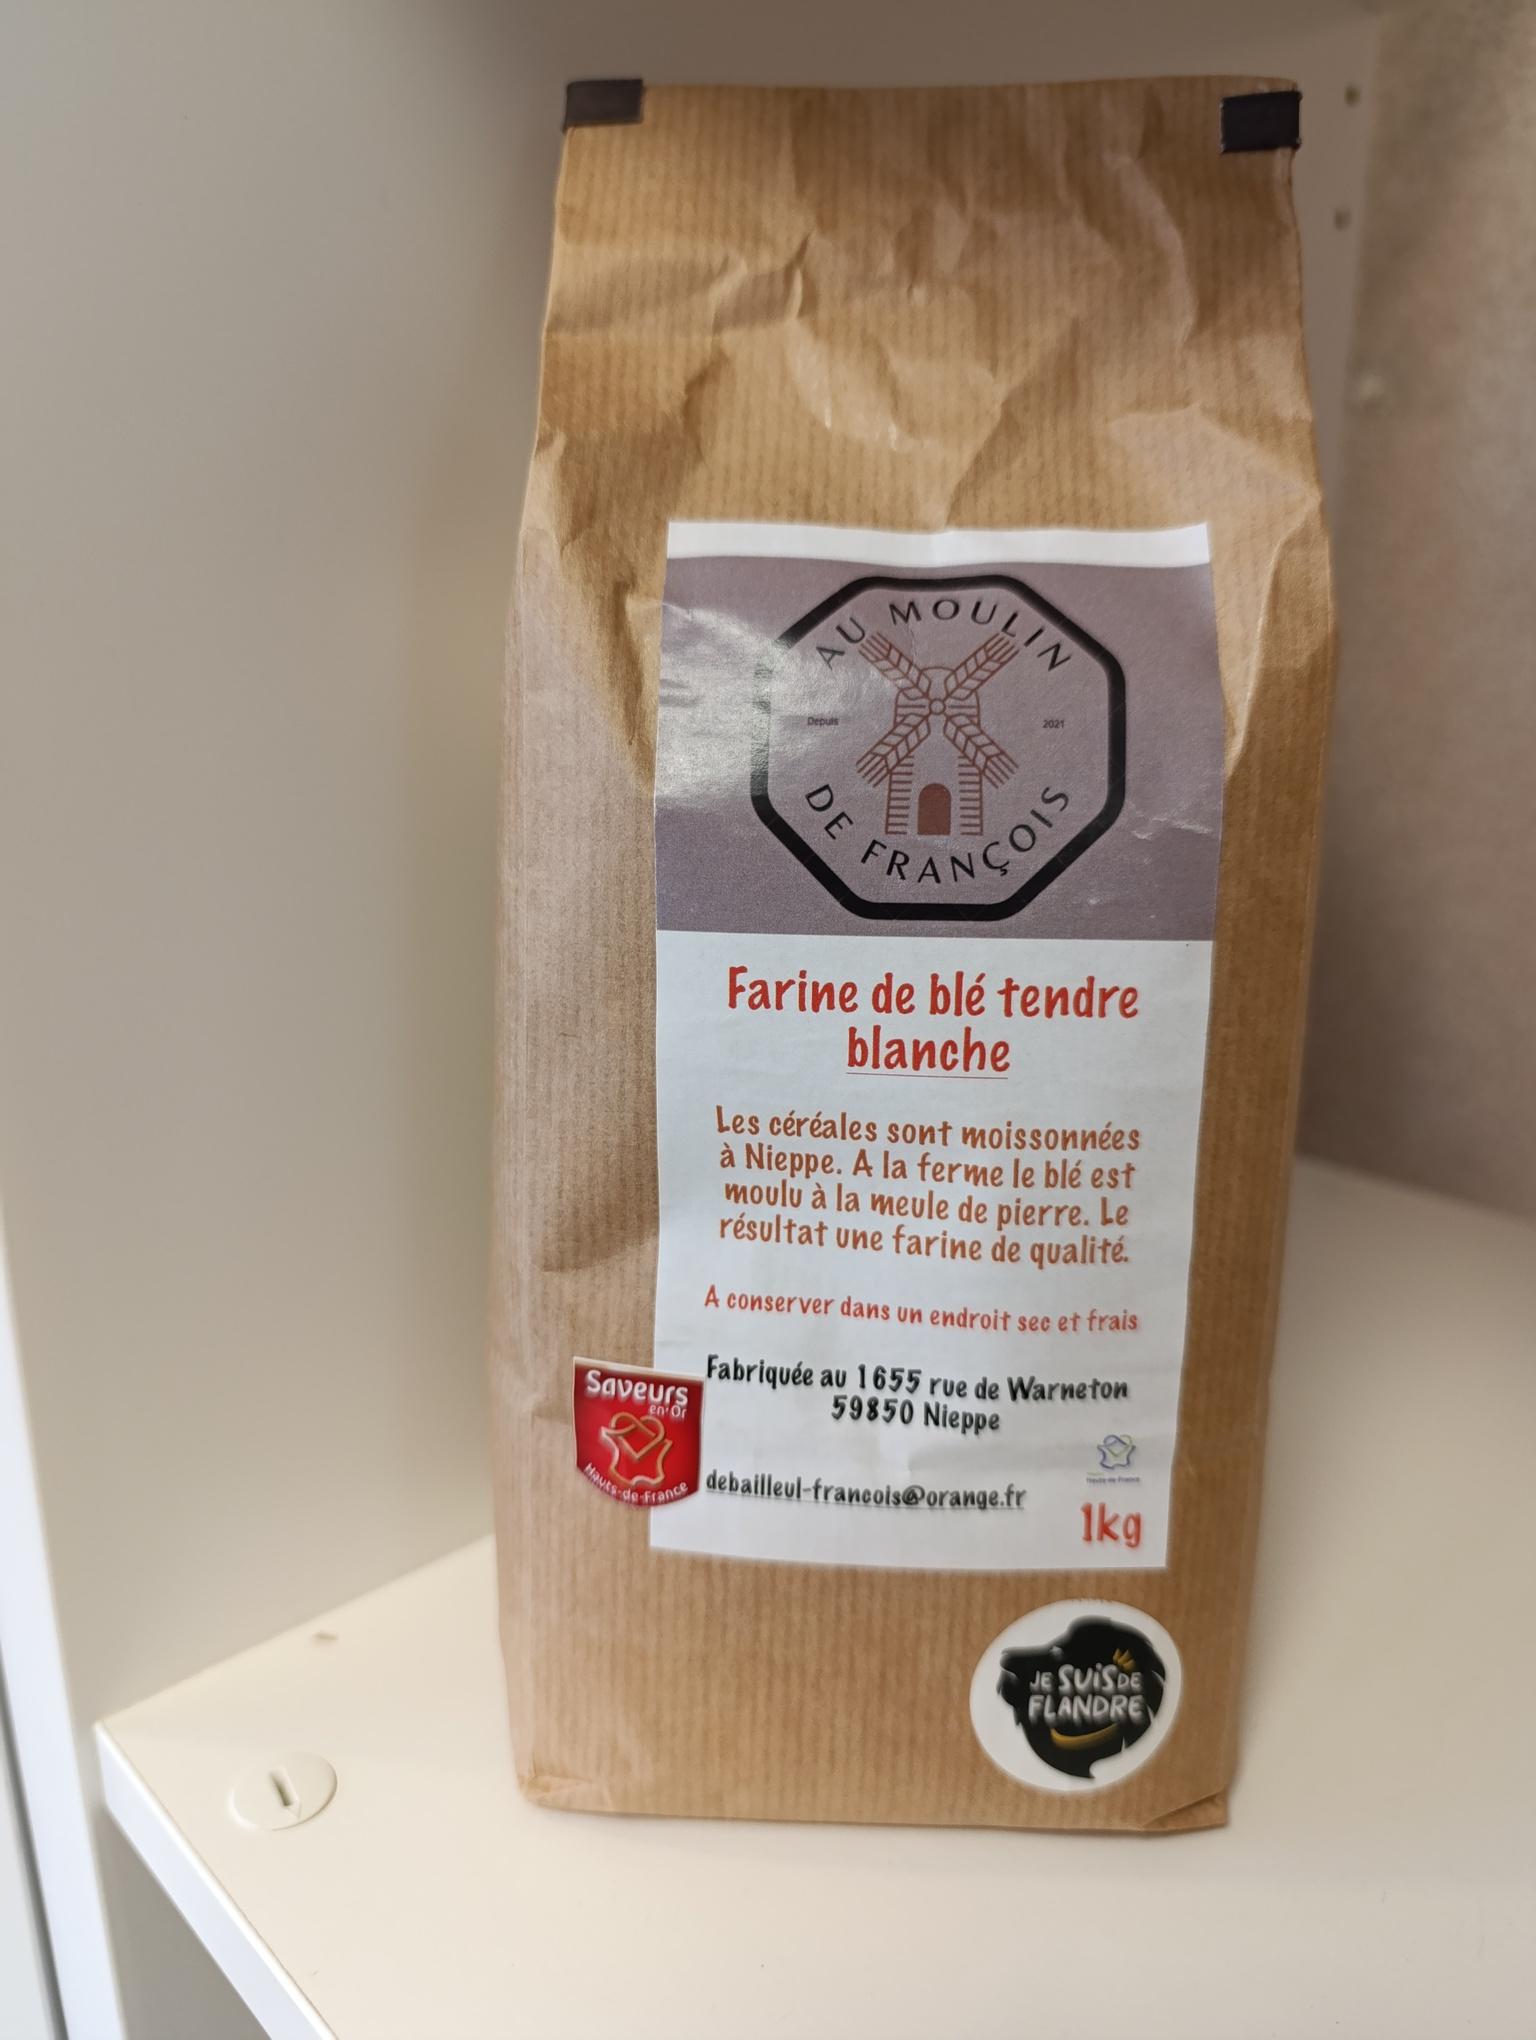 AU MOULIN
Depuis 2021
DE FRANÇOIS
Farine de blé tendre
blanche
Les céréales sont moissonnées
à Nieppe. A la ferme le blé est
moulu à la meule de pierre. Le
résultat une farine de qualité.
A conserver dans un endroit sec et frais
Fabriquée au 1655 rue de Warneton
59850 Nieppe
Saveurs
en'Or
Hauts-de-France
debailleul-francois@orange.fr
Hauts-de-France
1kg
JE SUIS DE
FLANDRE